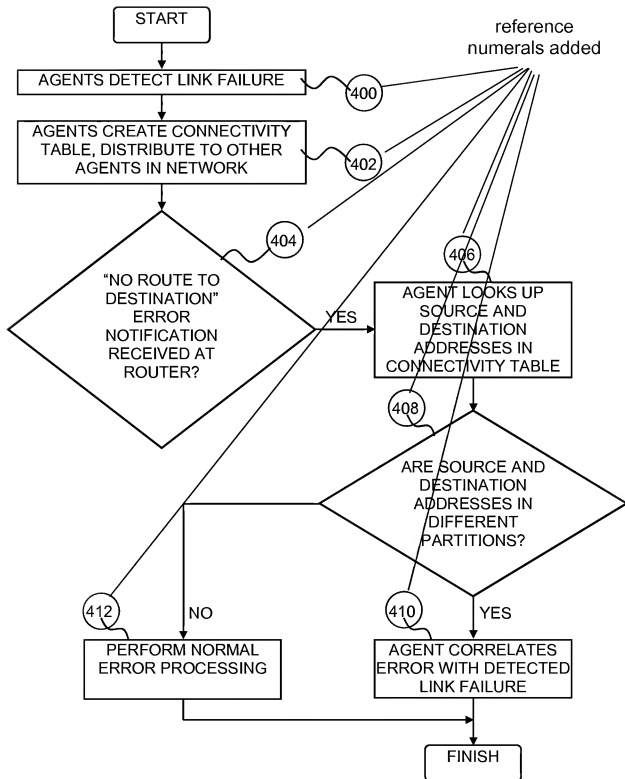 START
reference
numerals added
AGENTS DETECT LINK FAILURE
400
AGENTS CREATE CONNECTIVITY
TABLE, DISTRIBUTE TO OTHER
AGENTS IN NETWORK
402
404
"NO ROUTE TO
DESTINATION"
ERROR
NOTIFICATION
RECEIVED AT
ROUTER?
YES
406
AGENT LOOKS UP
SOURCE AND
DESTINATION
ADDRESSES IN
CONNECTIVITY TABLE
408
ARE SOURCE AND
DESTINATION
ADDRESSES IN
DIFFERENT
PARTITIONS?
412
NO
PERFORM NORMAL
ERROR PROCESSING
410
YES
AGENT CORRELATES
ERROR WITH DETECTED
LINK FAILURE
FINISH